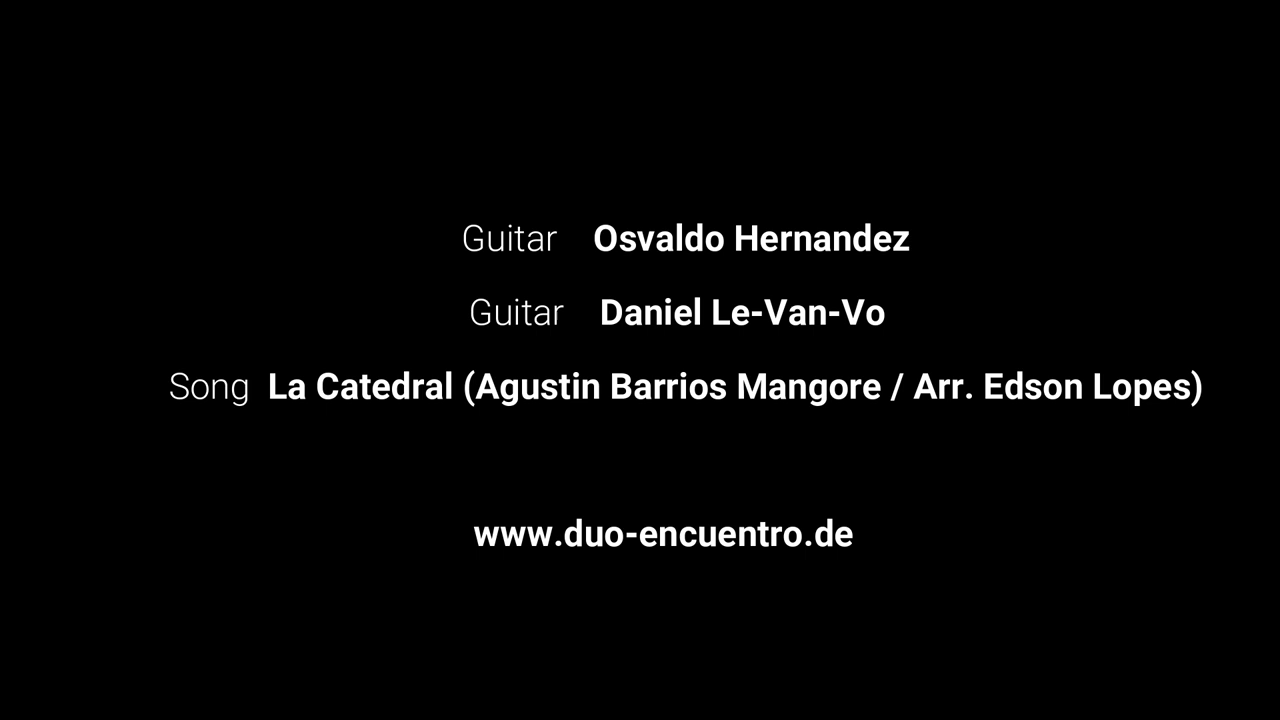 Guitar Osvaldo Hernandez
Guitar Daniel Le-Van-Vo
Song La Catedral (Agustin Barrios Mangore / Arr. Edson Lopes)
www.duo-encuentro.de